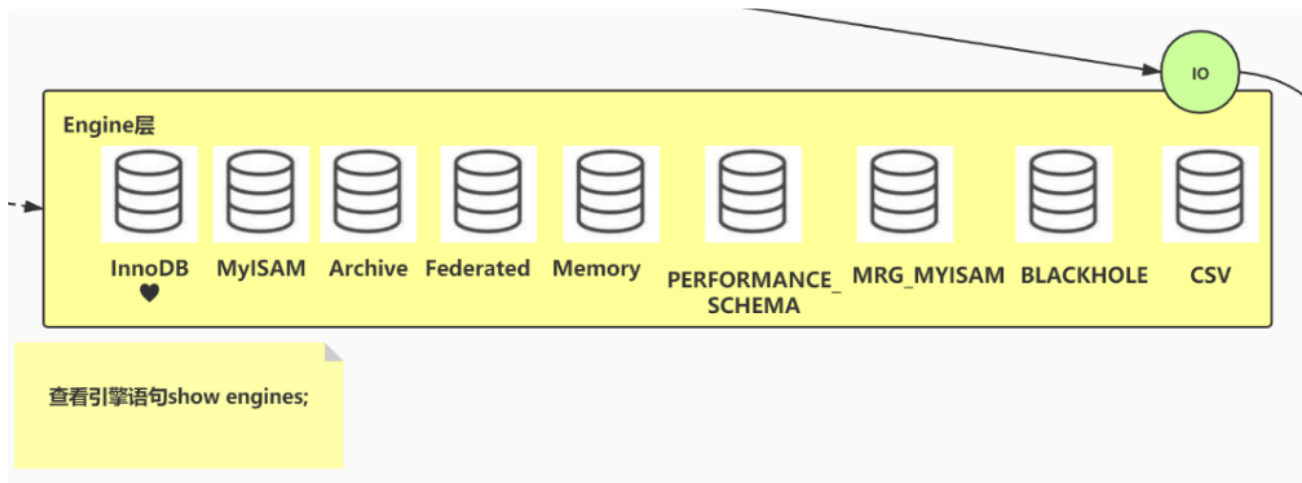 IO
Engine层
InnoDB
♥
MyISAM
Archive
Federated
Memory
PERFORMANCE_
SCHEMA
MRG_MYISAM
BLACKHOLE
CSV
查看引擎语句show engines;